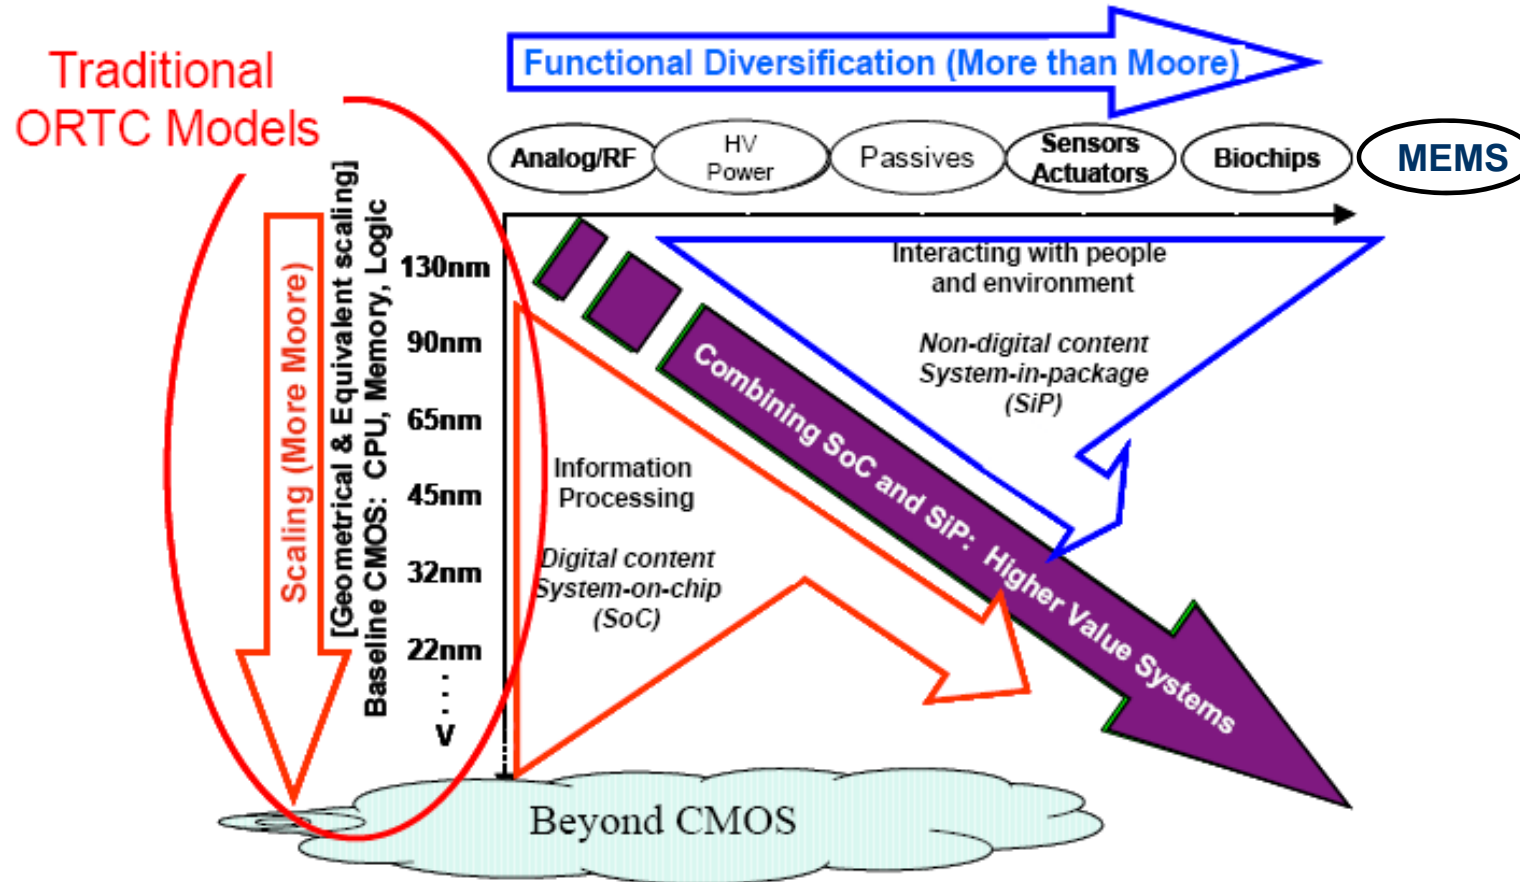 Traditional
ORTC Models
Functional Diversification (More than Moore)
Analog/RF
HV
Power
Passives
Sensors
Actuators
Biochips
MEMS
Scaling (More Moore)
[Geometrical & Equivalent scaling]
Baseline CMOS: CPU, Memory, Logic
130nm
90nm
65nm
45nm
32nm
22nm
.
.
.
V
Interacting with people
and environment
Non-digital content
System-in-package
(SiP)
Combining SoC and SiP: Higher Value Systems
Information
Processing
Digital content
System-on-chip
(SoC)
Beyond CMOS